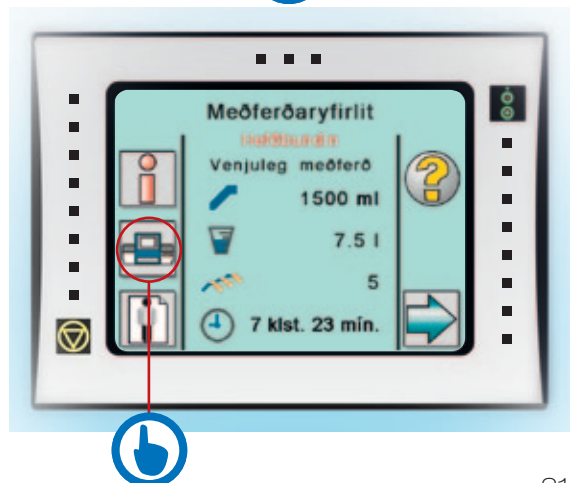 Meðferðaryfirlit
Venjuleg meðferð
1500 ml
7.5 l
5
7 klst. 23 mín.